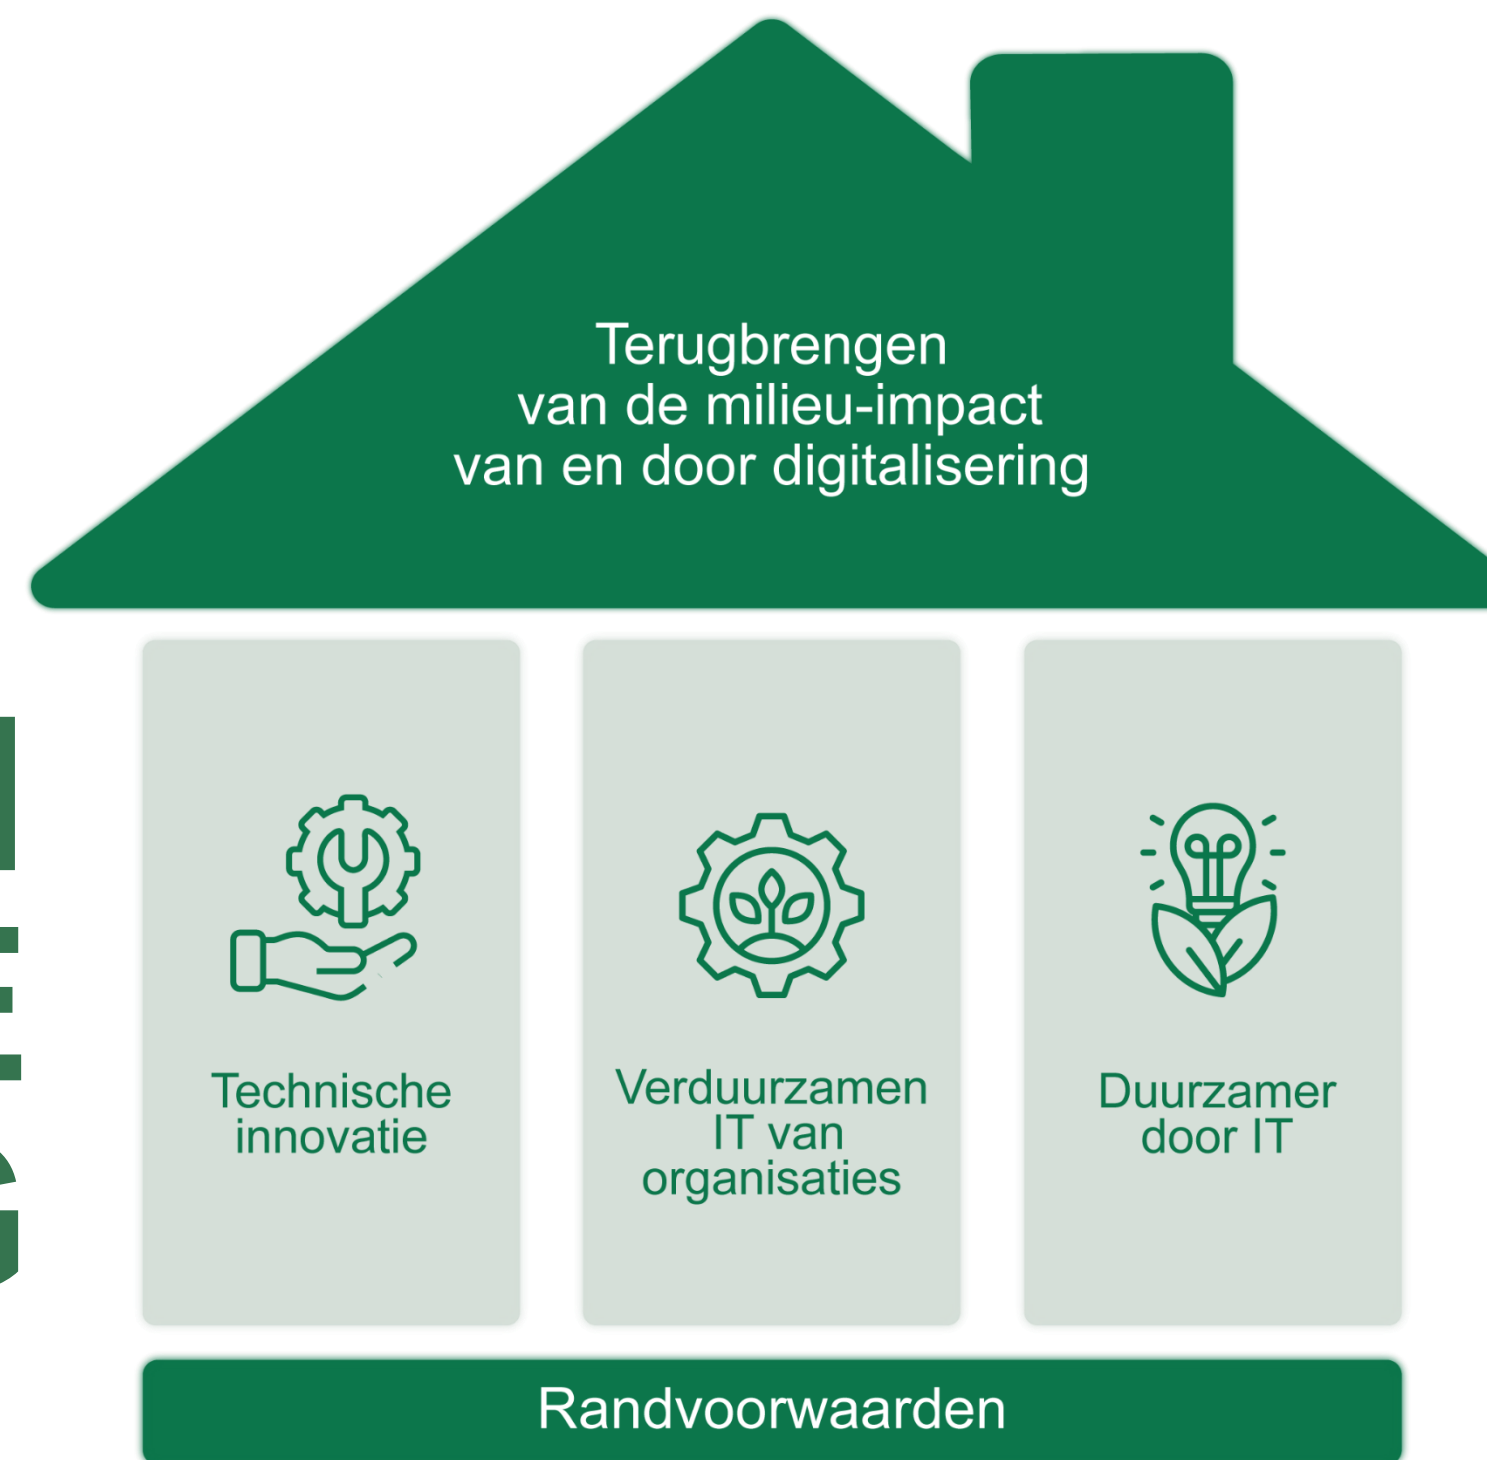 Terugbrengen
van de milieu-impact
van en door digitalisering
Technische
innovatie
Verduurzamen
IT van
organisaties
Duurzamer
door IT
Randvoorwaarden